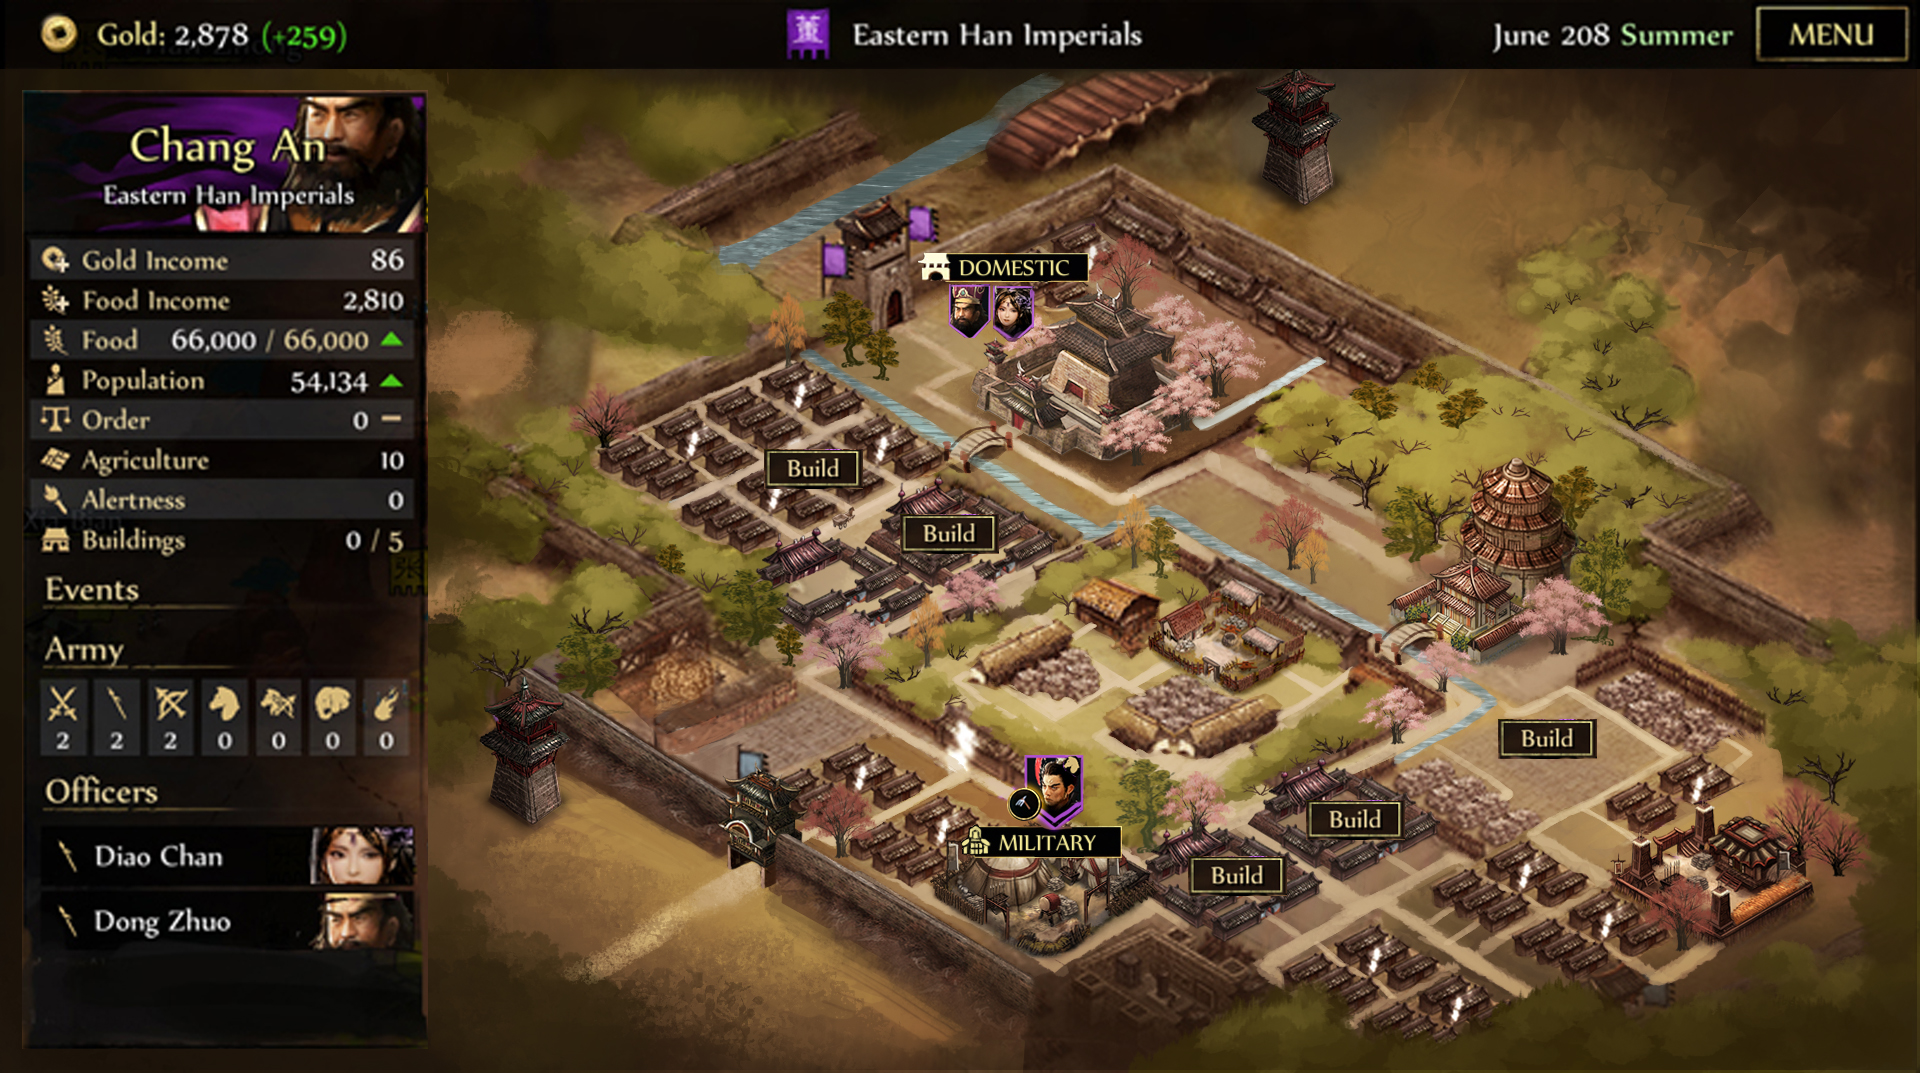 Gold: 2,878 (+259)
Eastern Han Imperials
June 208 Summer
MENU
Chang An
Eastern Han Imperials
Gold Income 86
Food Income 2,810
Food 66,000 / 66,000
Population 54,134
Order 0
Agriculture 10
Alertness 0
Buildings 0 / 5
Events
Army
2 2 2 0 0 0 0
Officers
Diao Chan
Dong Zhuo
DOMESTIC
Build
Build
Build
Build
Build
MILITARY